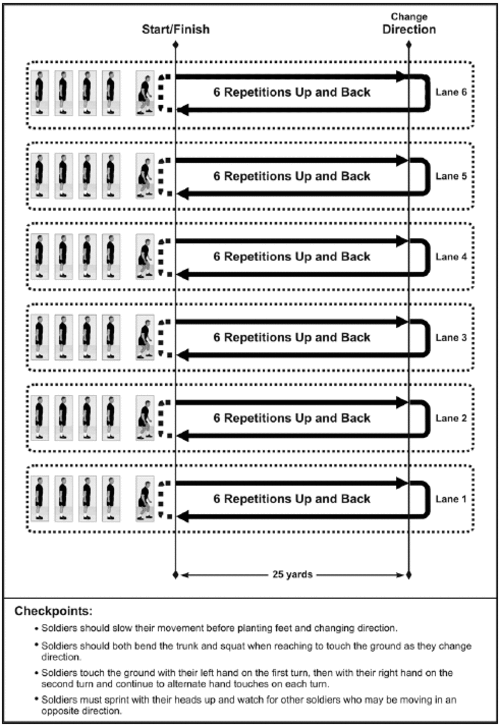 Start/Finish
Change
Direction
6 Repetitions Up and Back
Lane 6
6 Repetitions Up and Back
Lane 5
6 Repetitions Up and Back
Lane 4
6 Repetitions Up and Back
Lane 3
6 Repetitions Up and Back
Lane 2
6 Repetitions Up and Back
Lane 1
25 yards
Checkpoints:
• Soldiers should slow their movement before planting feet and changing direction.
• Soldiers should both bend the trunk and squat when reaching to touch the ground as they change
direction.
• Soldiers touch the ground with their left hand on the first turn, then with their right hand on the
second turn and continue to alternate hand touches on each turn.
• Soldiers must sprint with their heads up and watch for other soldiers who may be moving in an
opposite direction.